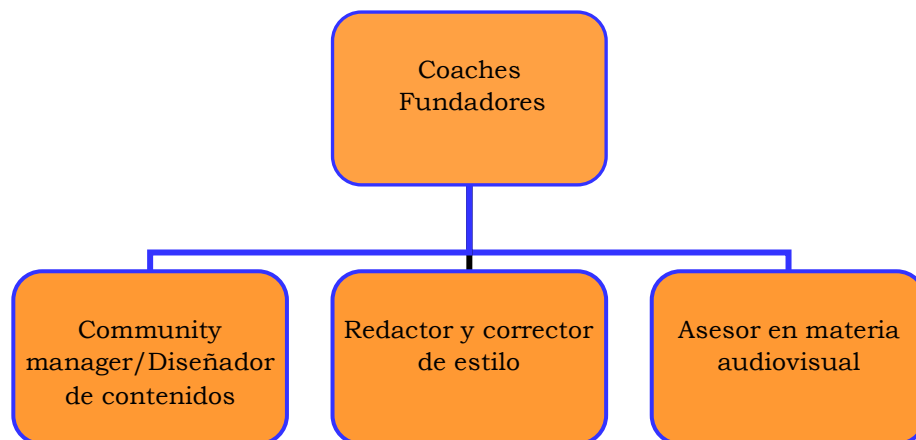 Coaches
Fundadores
Community
manager/Diseñador
de contenidos
Redactor y corrector
de estilo
Asesor en materia
audiovisual